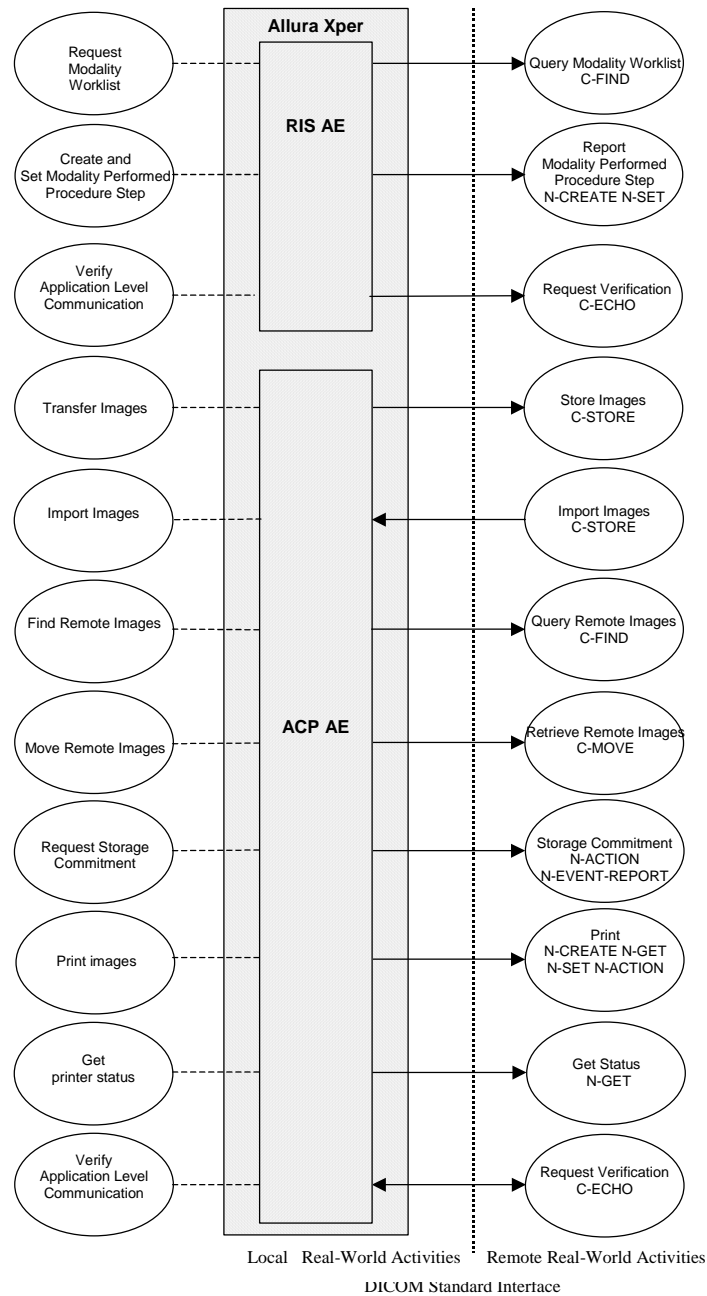 Allura Xper
Request
Modality
Worklist
RIS AE
Query Modality Worklist
C-FIND
Create and
Set Modality Performed
Procedure Step
Report
Modality Performed
Procedure Step
N-CREATE N-SET
Verify
Application Level
Communication
Request Verification
C-ECHO
Transfer Images
Store Images
C-STORE
Import Images
Import Images
C-STORE
Find Remote Images
Query Remote Images
C-FIND
Move Remote Images
ACP AE
Retrieve Remote Images
C-MOVE
Request Storage
Commitment
Storage Commitment
N-ACTION
N-EVENT-REPORT
Print images
Print
N-CREATE N-GET
N-SET N-ACTION
Get
printer status
Get Status
N-GET
Verify
Application Level
Communication
Request Verification
C-ECHO
Local Real-World Activities
Remote Real-World Activities
DICOM Standard Interface